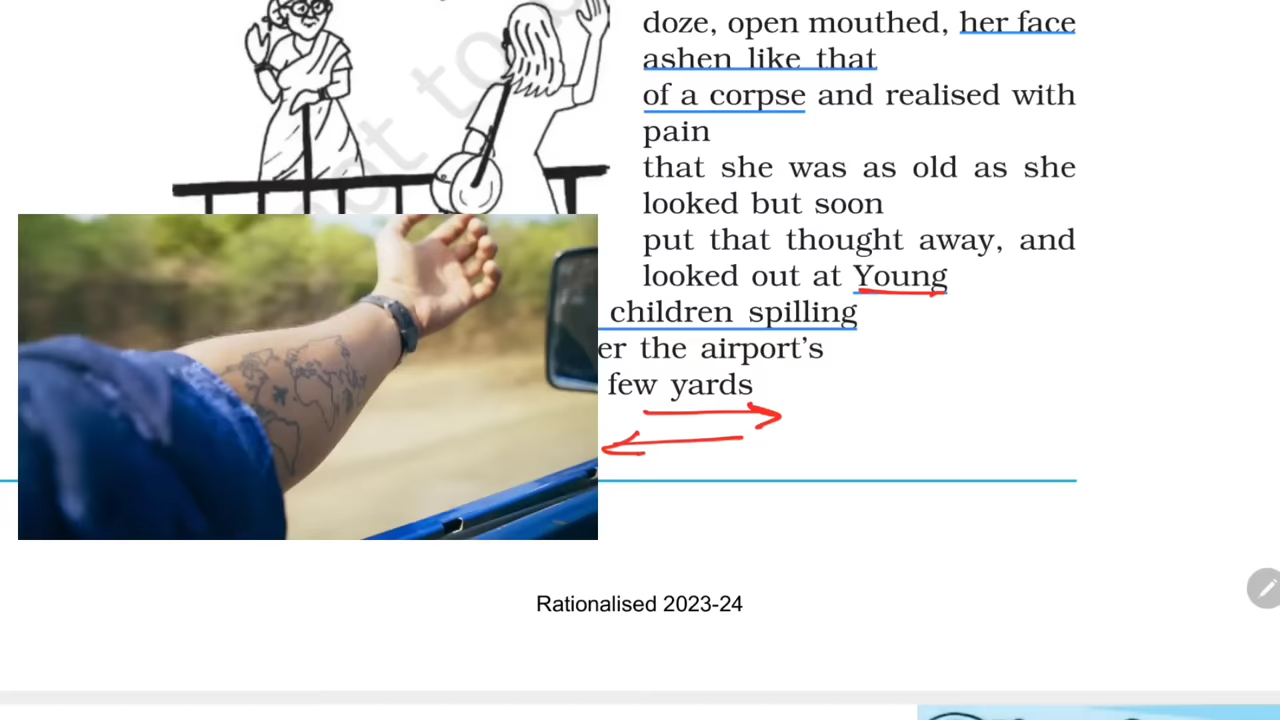 doze, open mouthed, her face
ashen like that
of a corpse and realised with
pain
that she was as old as she
looked but soon
put that thought away, and
looked out at Young
children spilling
er the airport's
few yards
not to
Rationalised 2023-24